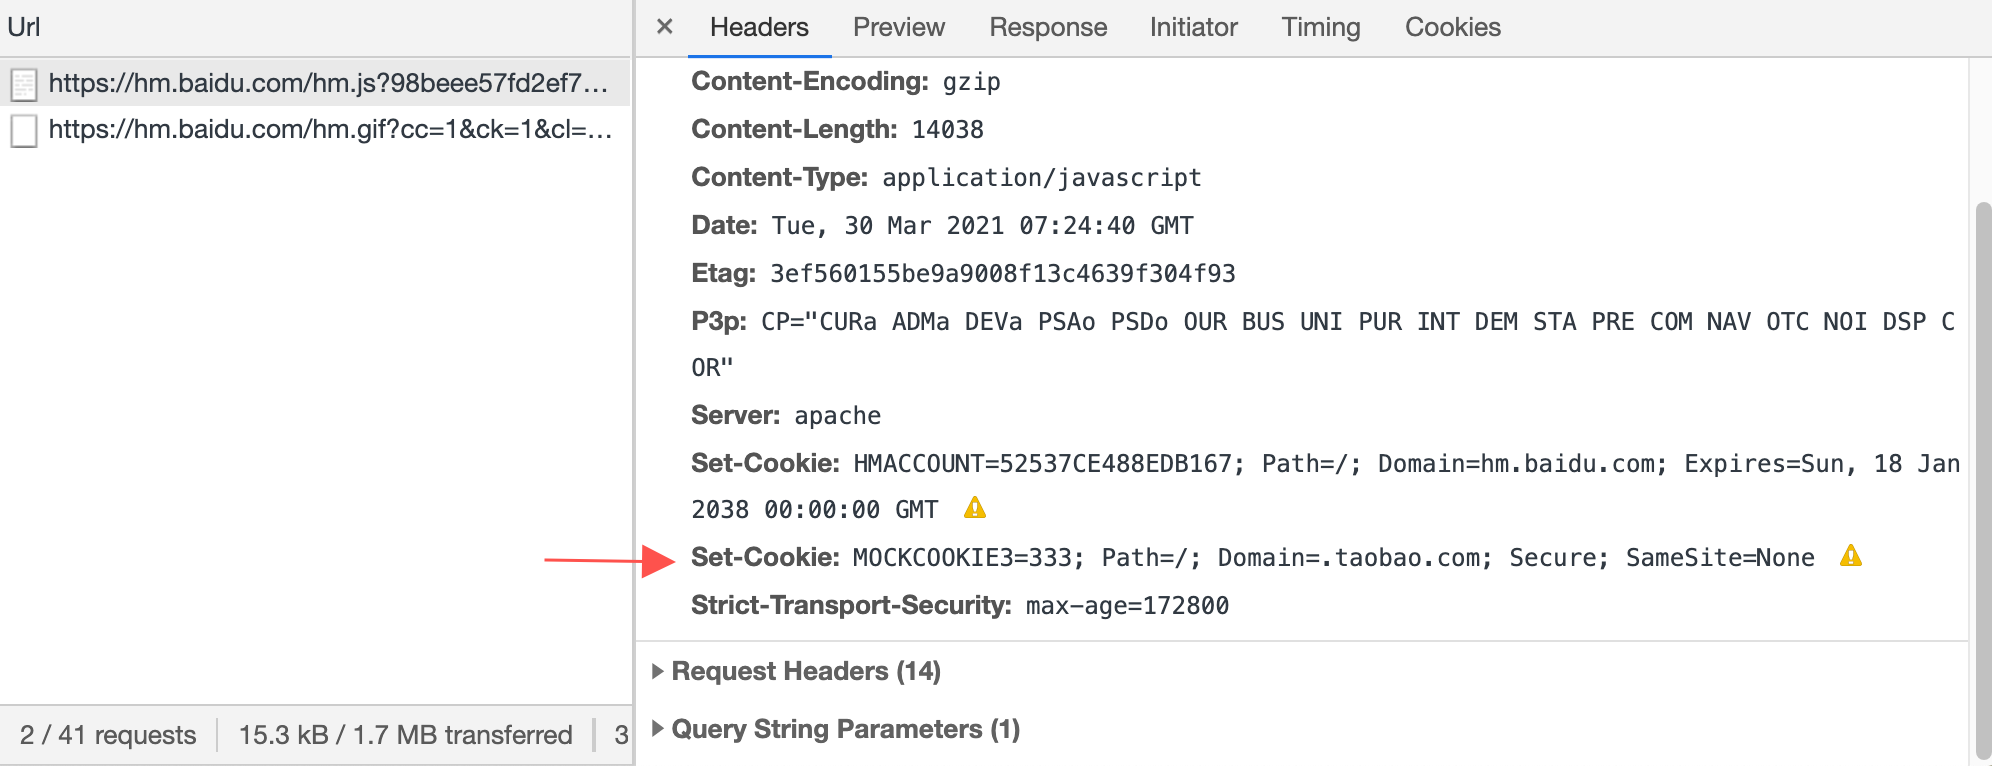 Url
https://hm.baidu.com/hm.js?98beee57fd2ef7...
https://hm.baidu.com/hm.gif?cc=1&ck=1&cl=...
2 / 41 requests
15.3 kB / 1.7 MB transferred
3
× Headers Preview Response Initiator Timing Cookies
Content-Encoding: gzip
Content-Length: 14038
Content-Type: application/javascript
Date: Tue, 30 Mar 2021 07:24:40 GMT
Etag: 3ef560155be9a9008f13c4639f304f93
P3p: CP="CURa ADMa DEVa PSAo PSDo OUR BUS UNI PUR INT DEM STA PRE COM NAV OTC NOI DSP C
OR"
Server: apache
Set-Cookie: HMACCOUNT=52537CE488EDB167; Path=/; Domain=hm.baidu.com; Expires=Sun, 18 Jan
2038 00:00:00 GMT
Set-Cookie: MOCKCOOKIE3=333; Path=/; Domain=.taobao.com; Secure; SameSite=None
Strict-Transport-Security: max-age=172800
Request Headers (14)
Query String Parameters (1)